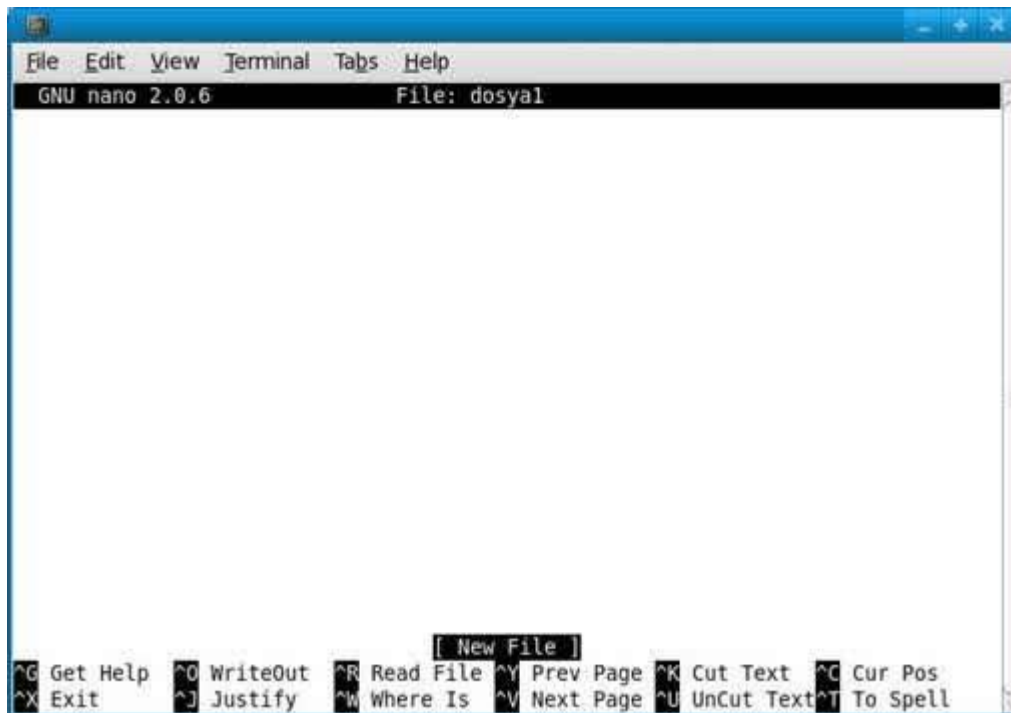 File Edit View Terminal Tabs Help
GNU nano 2.0.6 File: dosya1
[ New File ]
^G Get Help ^O WriteOut ^R Read File ^Y Prev Page ^K Cut Text ^C Cur Pos
^X Exit ^J Justify ^W Where Is ^V Next Page ^U UnCut Text ^T To Spell